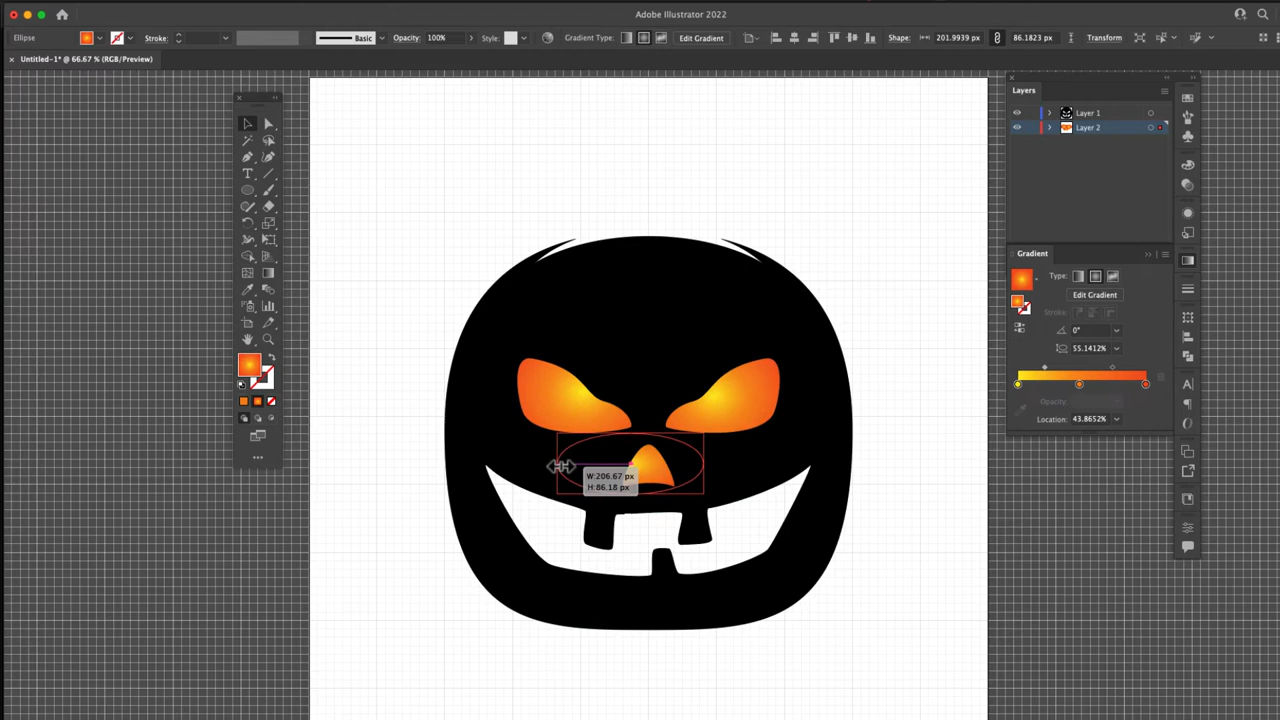 Adobe Illustrator 2022
Ellipse Stroke: Basic Opacity: 100% Style: Gradient Type: Edit Gradient Shape: 201.9939 px 86.1823 px Transform
Untitled-1* @ 66.67 % (RGB/Preview)
Layers
Layer 1
Layer 2
Gradient
Type:
Edit Gradient
Stroke:
0°
55.1412%
Opacity:
Location: 43.8652%
W:206.67 px
H:86.18 px